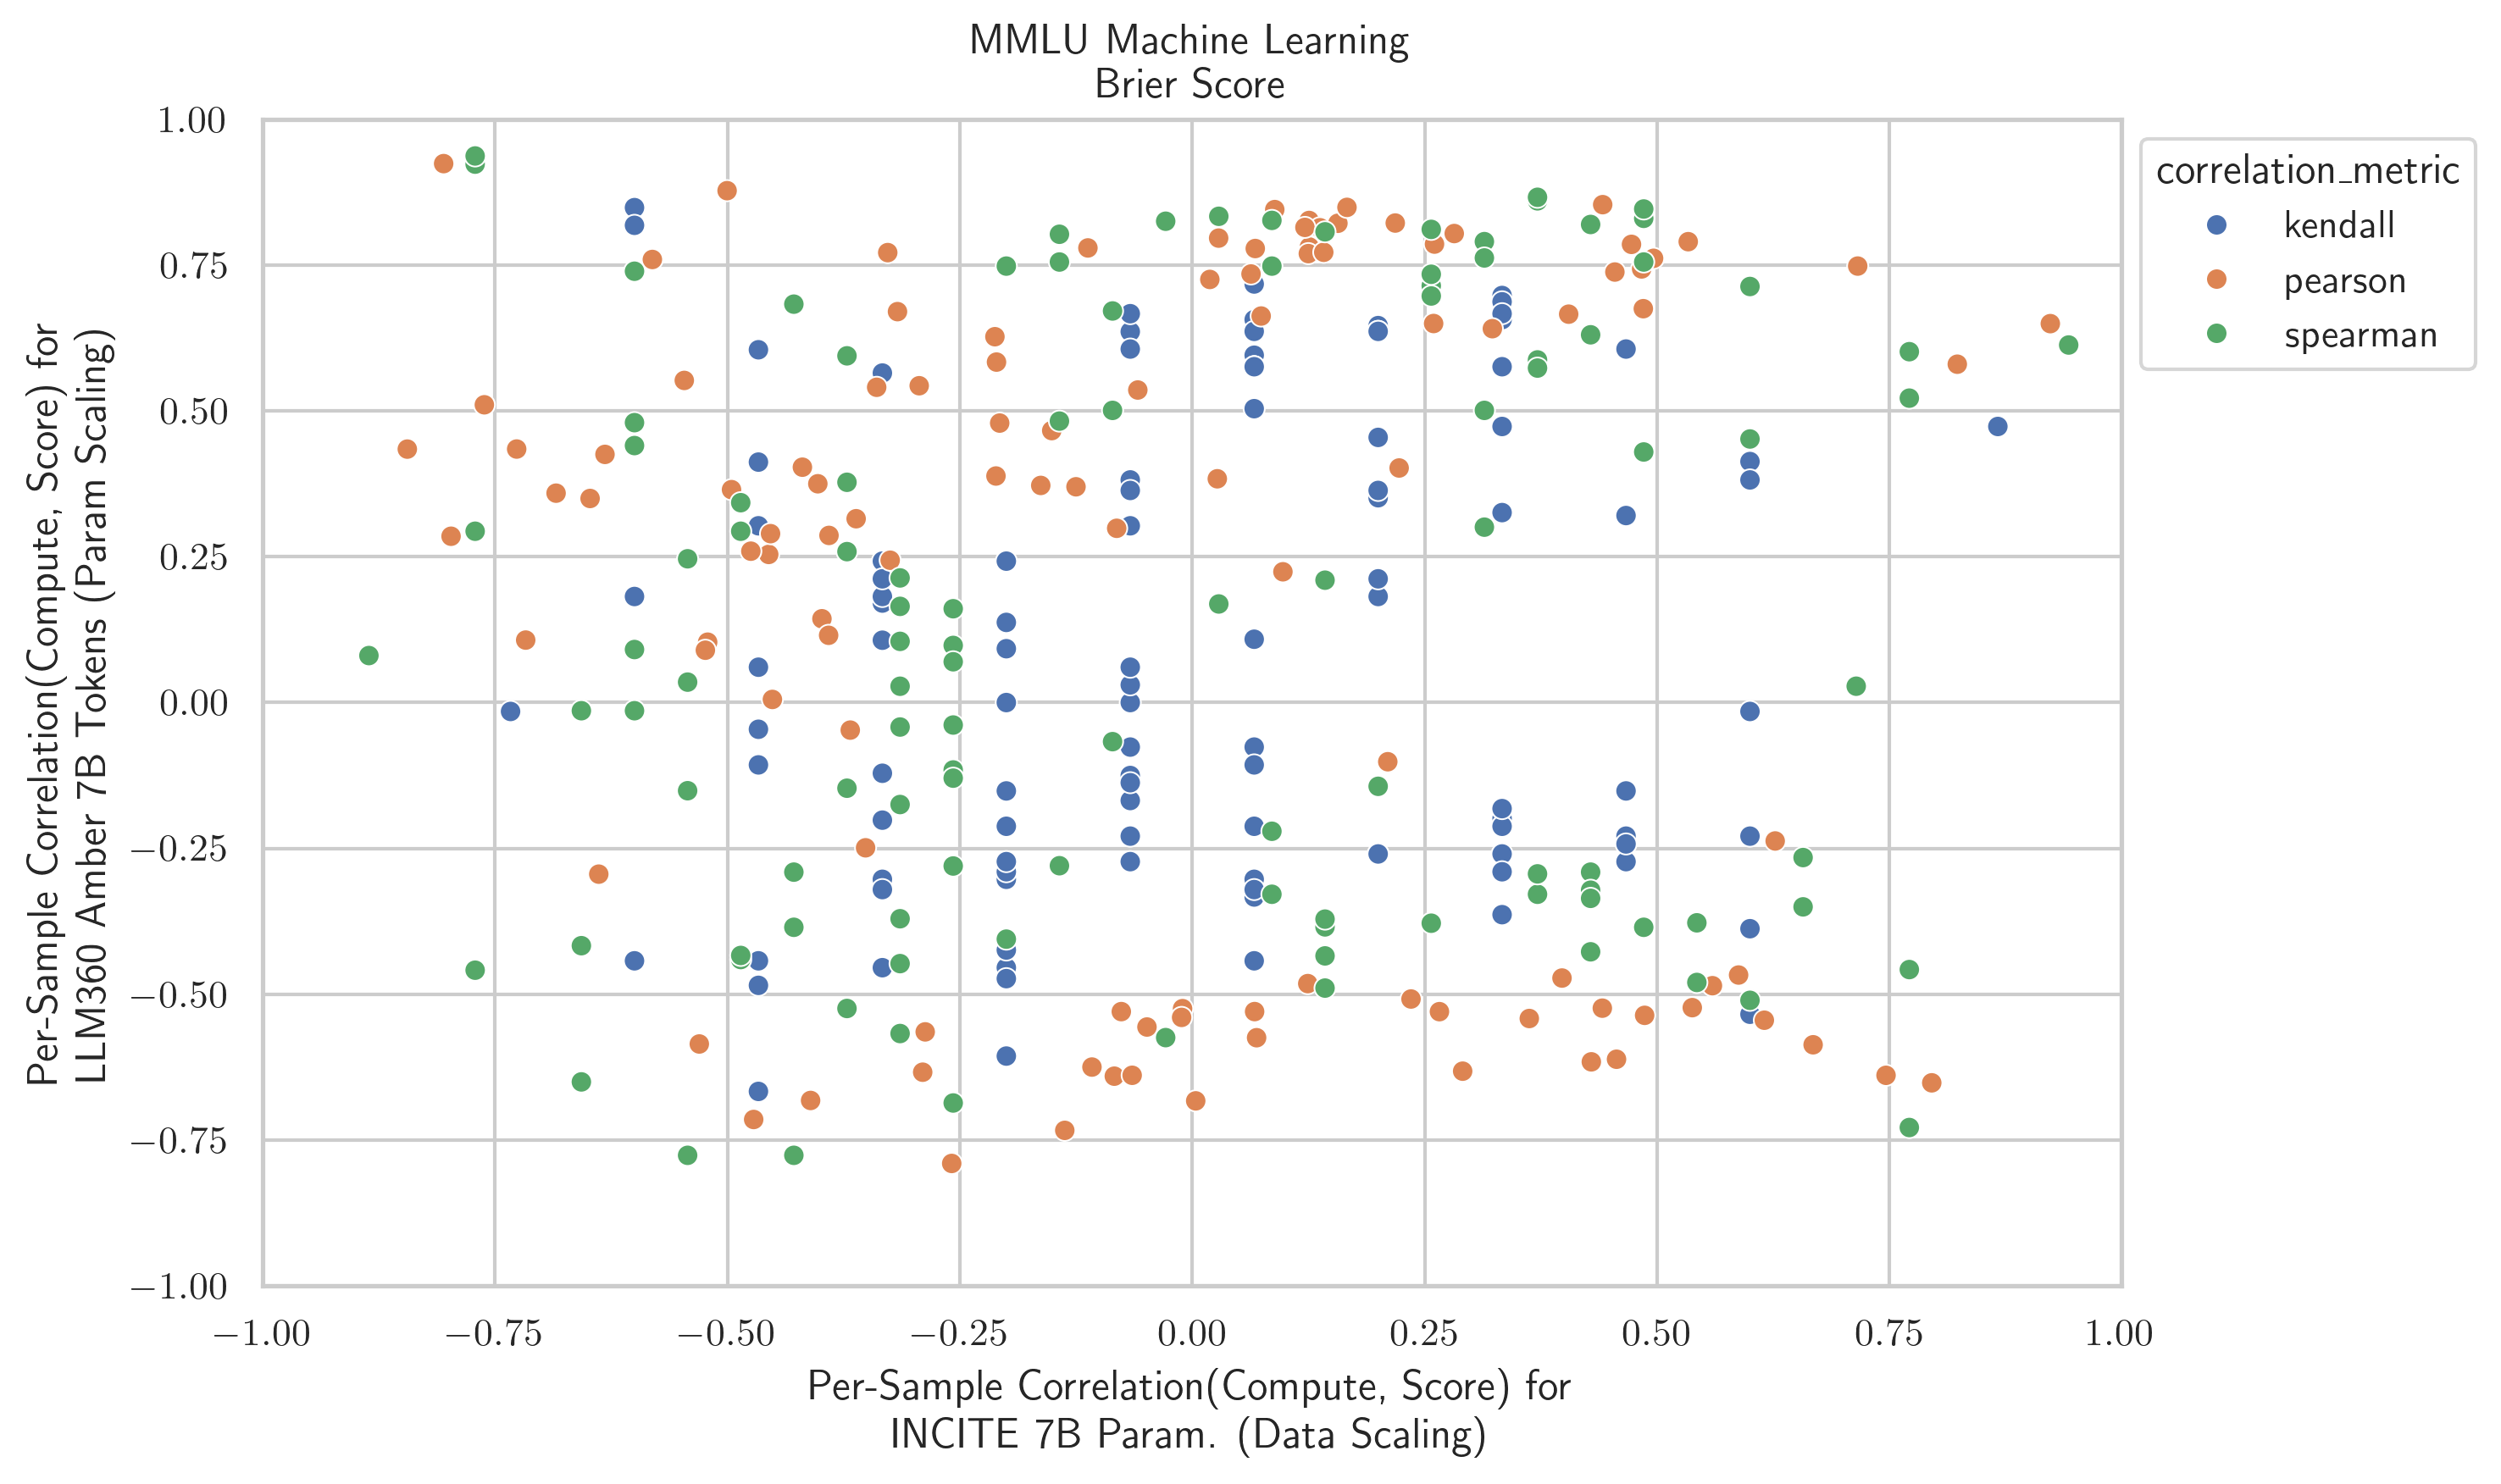 MMLU Machine Learning
Brier Score
1.00
0.75
0.50
0.25
0.00
−0.25
−0.50
−0.75
−1.00
Per-Sample Correlation(Compute, Score) for
LLM360 Amber 7B Tokens (Param Scaling)
correlation_metric
kendall
pearson
spearman
−1.00 −0.75 −0.50 −0.25 0.00 0.25 0.50 0.75 1.00
Per-Sample Correlation(Compute, Score) for
INCITE 7B Param. (Data Scaling)